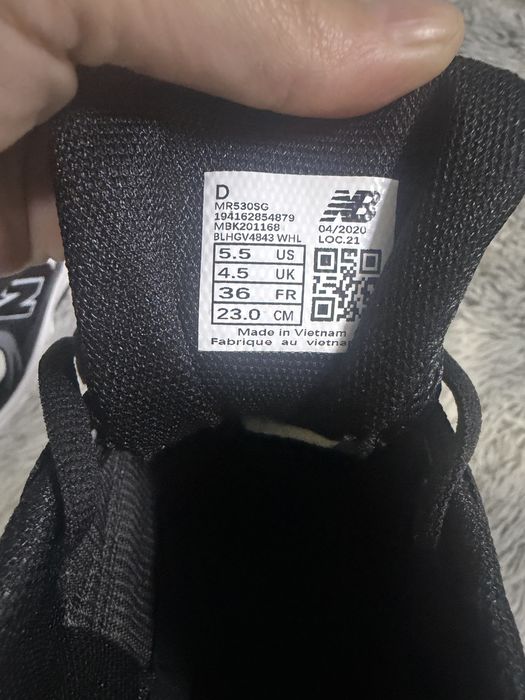 D
NB
MR530SG
194162854879
MBK201168
BLHGV4843 WHL
04/2020
LOC.21
5.5 US
4.5 UK
36 FR
23.0 CM
Made in Vietnam
Fabrique au vietnam
N